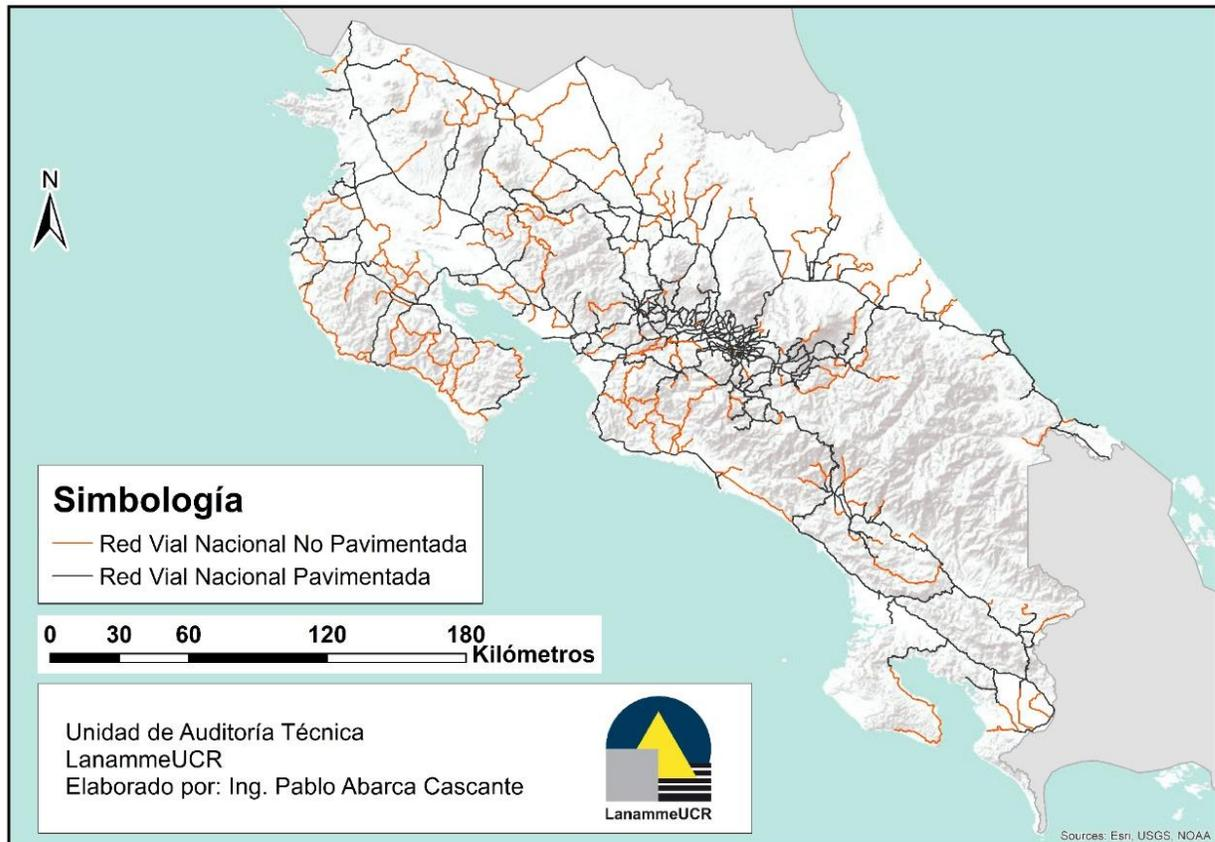 N
Simbología
Red Vial Nacional No Pavimentada
Red Vial Nacional Pavimentada
0 30 60 120 180
Kilómetros
Unidad de Auditoría Técnica
LanammeUCR
Elaborado por: Ing. Pablo Abarca Cascante
LanammeUCR
Sources: Esri, USGS, NOAA